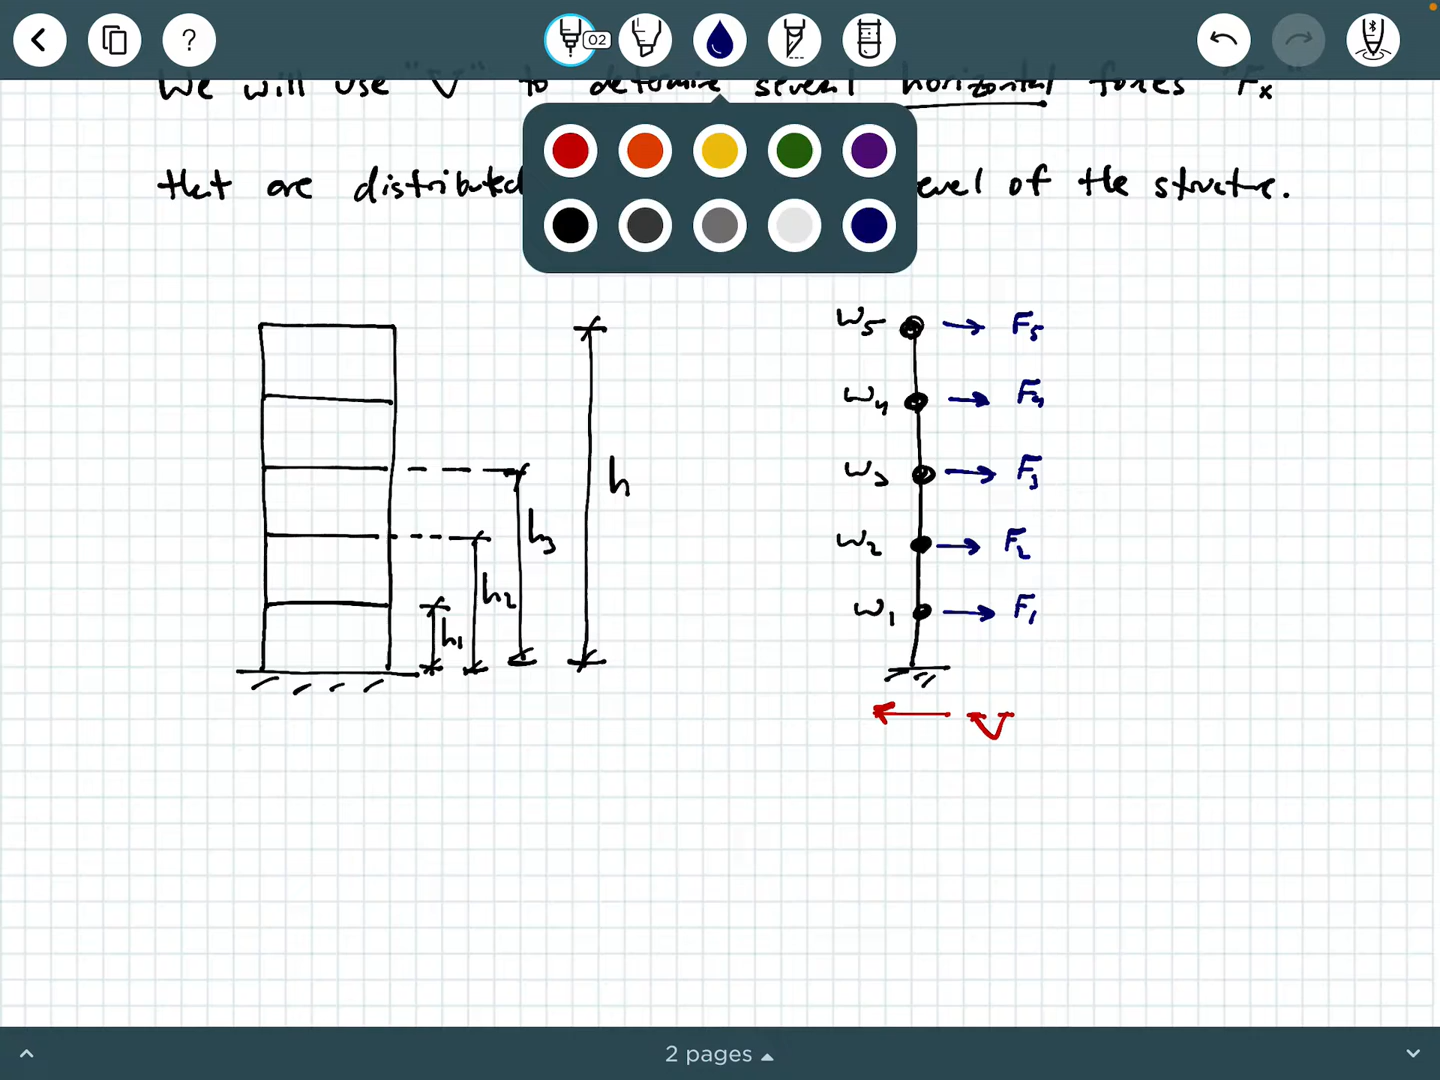 ?
02
We will use "V" to determine several horizontal forces "Fx"
that are distributed evel of the structure.
W5 F5
W4 F4
h W3 F3
h3 W2 F2
h2
h1 W1 F1
V
2 pages